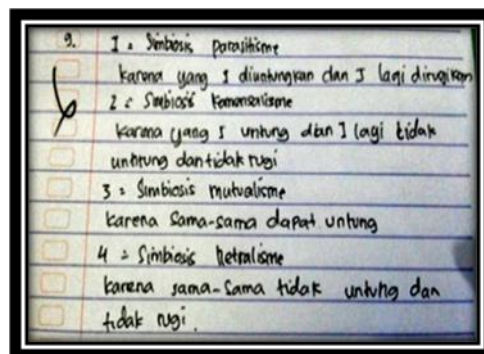 9. 1 = Simbiosis parasitisme
karena yang 1 diuntungkan dan 1 lagi dirugikan
2 = Simbiosis komensalisme
karena yang 1 untung dan 1 lagi tidak
untung dan tidak rugi
3 = Simbiosis mutualisme
karena sama-sama dapat untung
4 = Simbiosis netralisme
karena sama-sama tidak untung dan
tidak rugi.